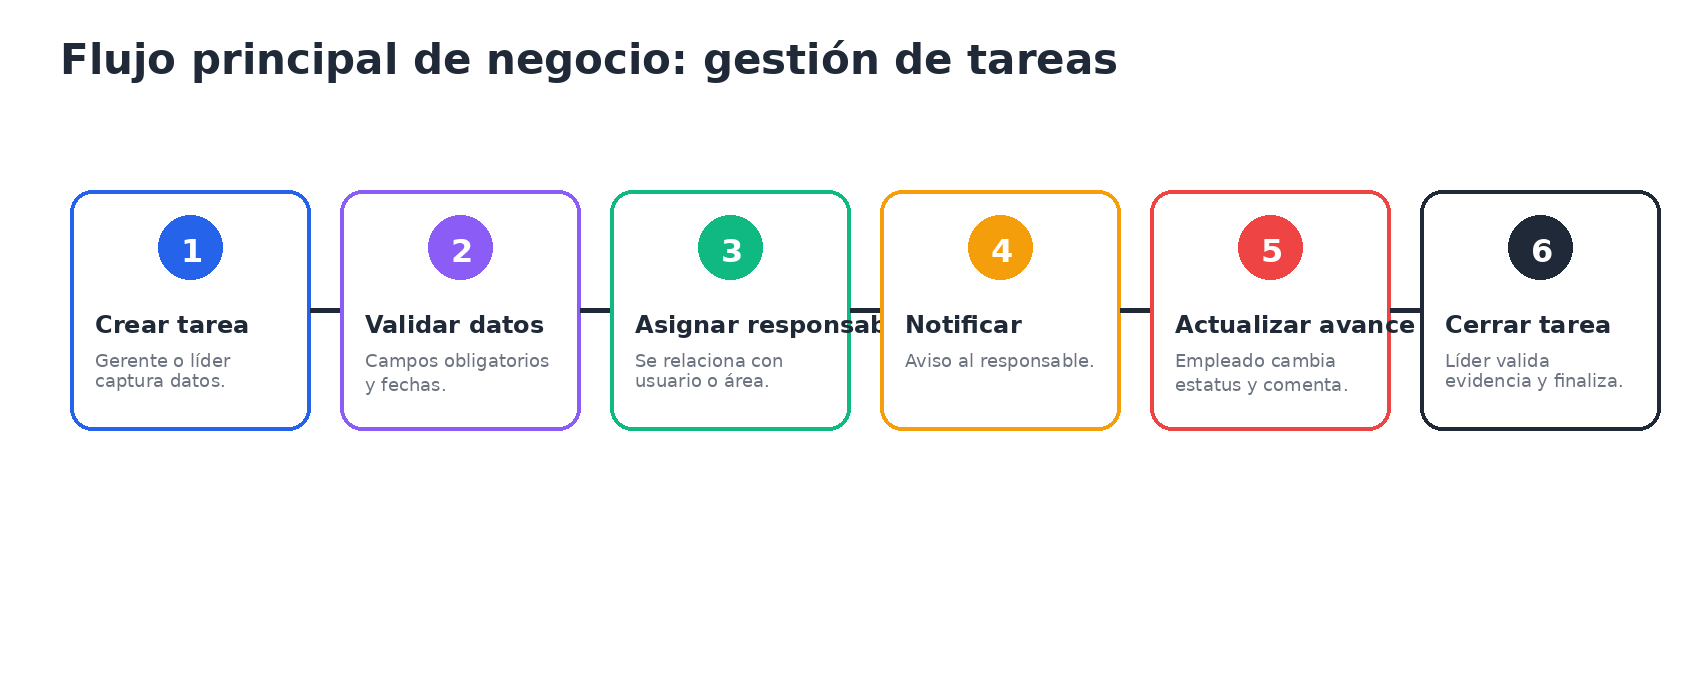 Flujo principal de negocio: gestión de tareas
1
Crear tarea
Gerente o líder
captura datos.
2
Validar datos
Campos obligatorios
y fechas.
3
Asignar responsab
Se relaciona con
usuario o área.
4
Notificar
Aviso al responsable.
5
Actualizar avance
Empleado cambia
estatus y comenta.
6
Cerrar tarea
Líder valida
evidencia y finaliza.